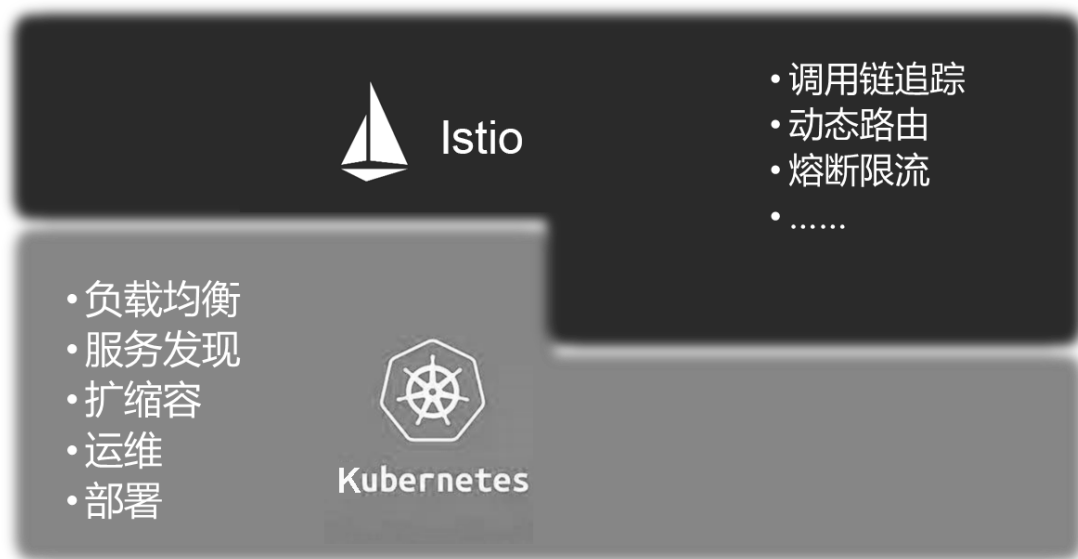 Istio
• 调用链追踪
• 动态路由
• 熔断限流
• ......
• 负载均衡
• 服务发现
• 扩缩容
• 运维
• 部署
Kubernetes